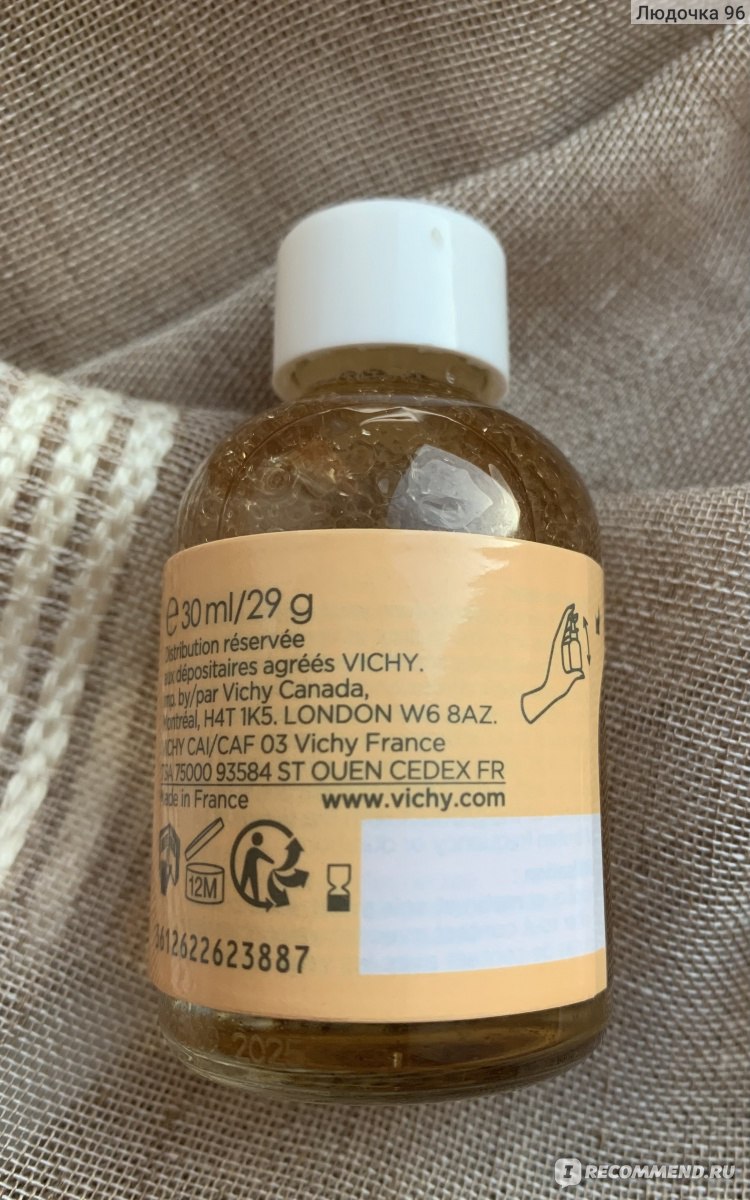 Людочка 96
℮ 30 ml/29 g
Distribution réservée
aux dépositaires agréés VICHY.
Imp. by/par Vichy Canada,
Montréal, H4T 1K5. LONDON W6 8AZ.
VICHY CAI/CAF 03 Vichy France
TSA 75000 93584 ST OUEN CEDEX FR
Made in France www.vichy.com
12M
3612622623887
IRECOMMEND.RU